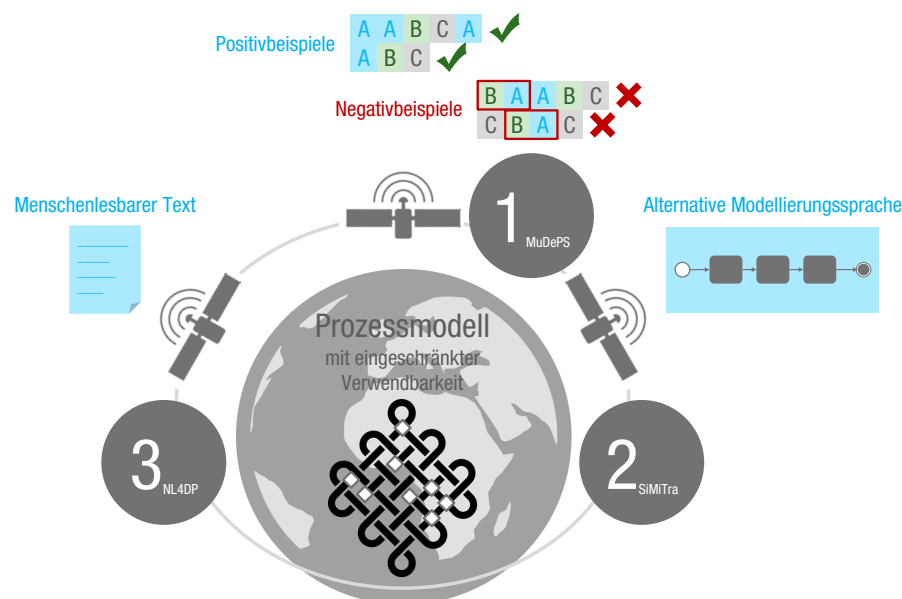 Positivbeispiele
A A B C A
A B C
Negativbeispiele
B A A B C
C B A C
Menschenlesbarer Text
1
MuDePS
Alternative Modellierungssprache
Prozessmodell
mit eingeschränkter
Verwendbarkeit
3
NL4DP
2
SiMiTra